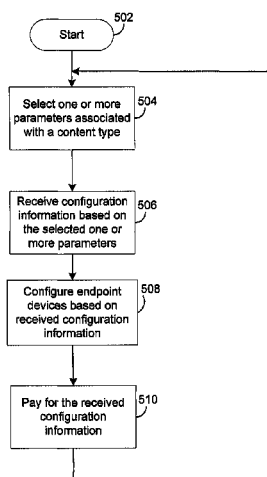 502
Start
504
Select one or more
parameters associated
with a content type
Receive configuration
information based on
the selected one or
more parameters
506
508
Configure endpoint
devices based on
received configuration
information
510
Pay for the received
configuration
information